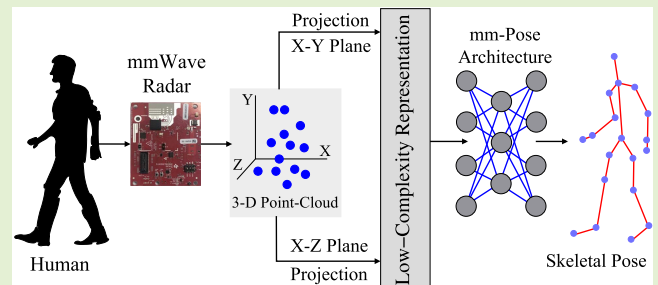 Human
mmWave
Radar
Y
X
Z
3-D Point-Cloud
Projection
X-Y Plane
X-Z Plane
Projection
Low-Complexity Representation
mm-Pose
Architecture
Skeletal Pose